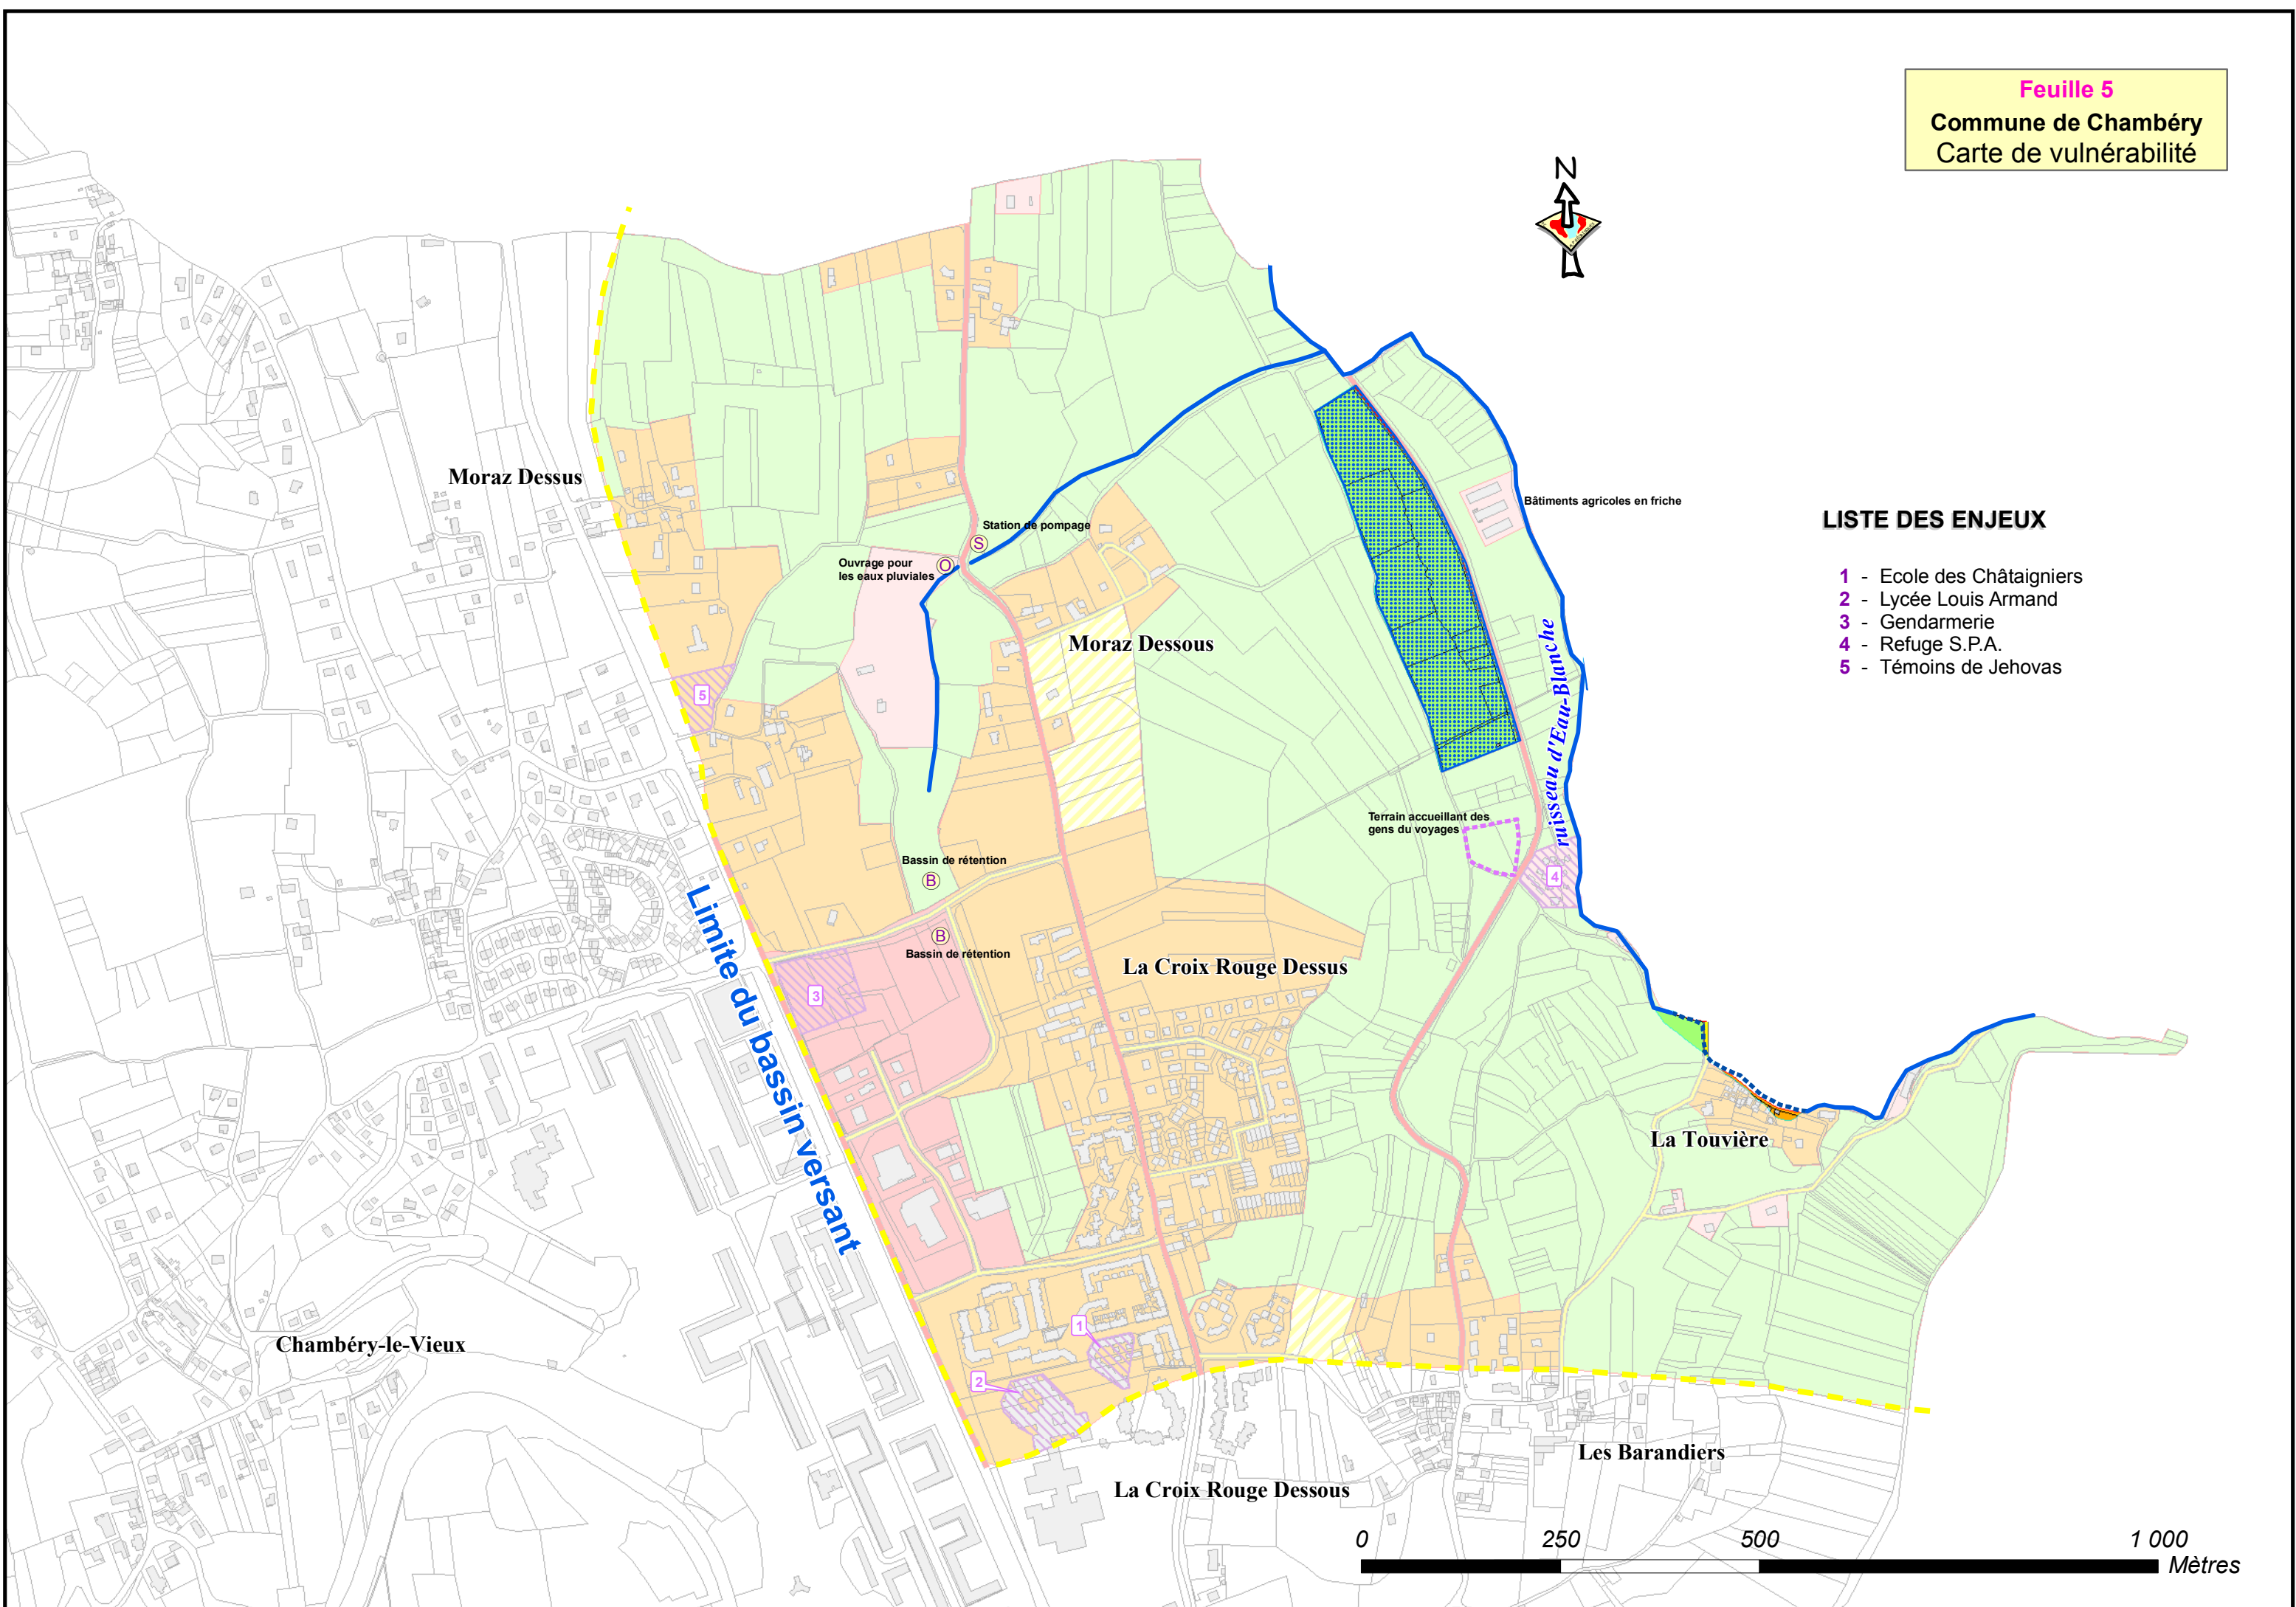 Feuille 5
Commune de Chambéry
Carte de vulnérabilité
N
Moraz Dessus
Station de pompage
S
Ouvrage pour
les eaux pluviales
O
Bâtiments agricoles en friche
LISTE DES ENJEUX
1 - Ecole des Châtaigniers
2 - Lycée Louis Armand
3 - Gendarmerie
4 - Refuge S.P.A.
5 - Témoins de Jehovas
Moraz Dessous
ruisseau d'Eau-Blanche
5
Terrain accueillant des
gens du voyages
4
Bassin de rétention
B
B
Bassin de rétention
Limite du bassin versant
La Croix Rouge Dessus
3
La Touvière
Chambéry-le-Vieux
1
2
Les Barandiers
La Croix Rouge Dessous
0 250 500 1 000
Mètres